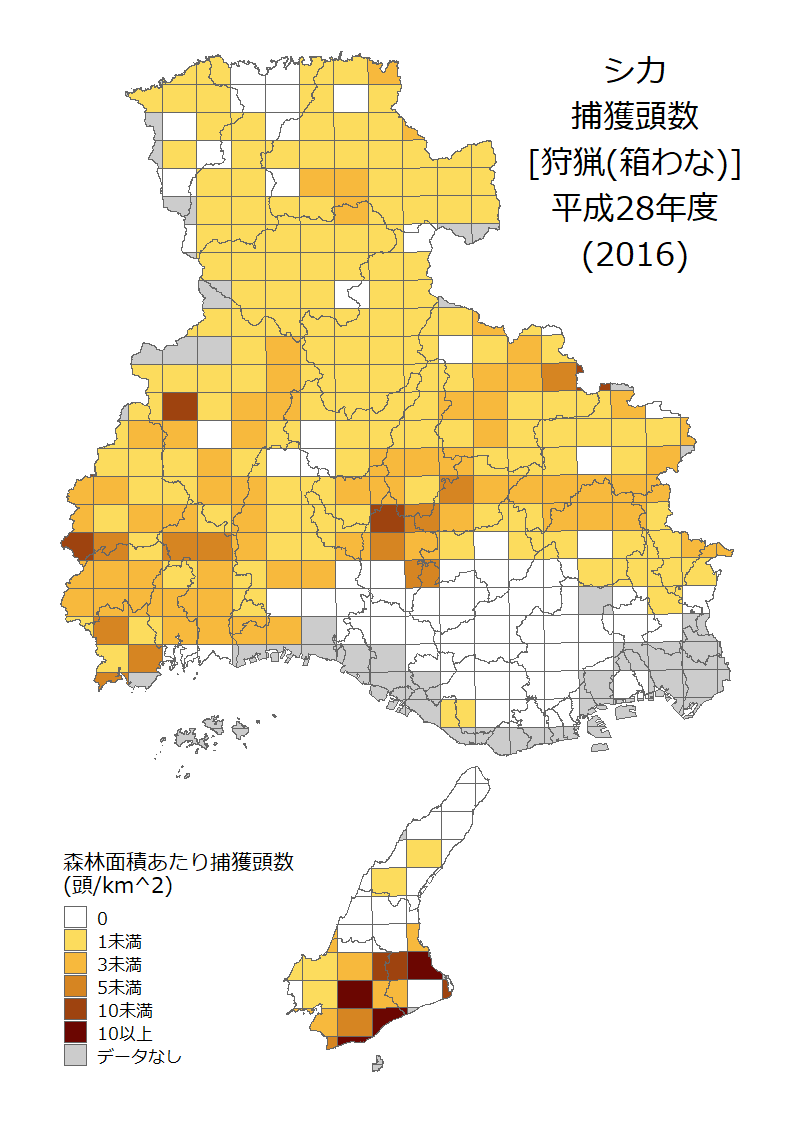 シカ
捕獲頭数
[狩猟(箱わな)]
平成28年度
(2016)
森林面積あたり捕獲頭数
(頭/km^2)
0
1未満
3未満
5未満
10未満
10以上
データなし